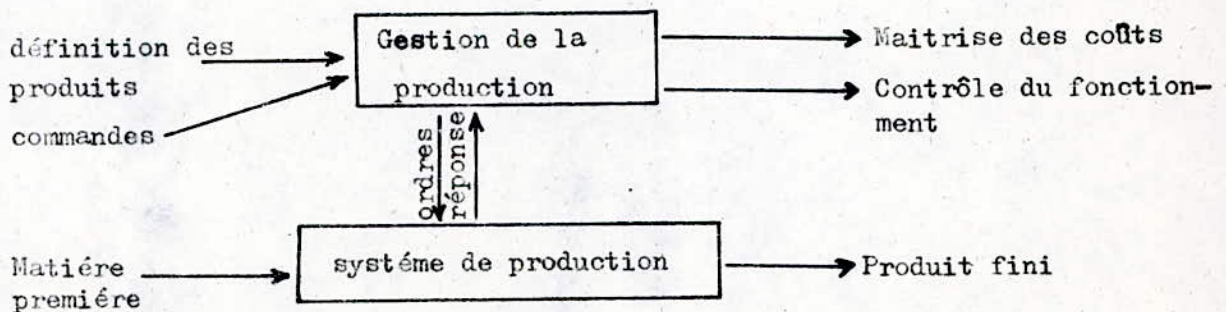 définition des
produits
commandes
Gestion de la
production
Maitrise des coûts
Contrôle du fonction-
ment
ordres
réponse
Matiére
premiére
systéme de production
Produit fini